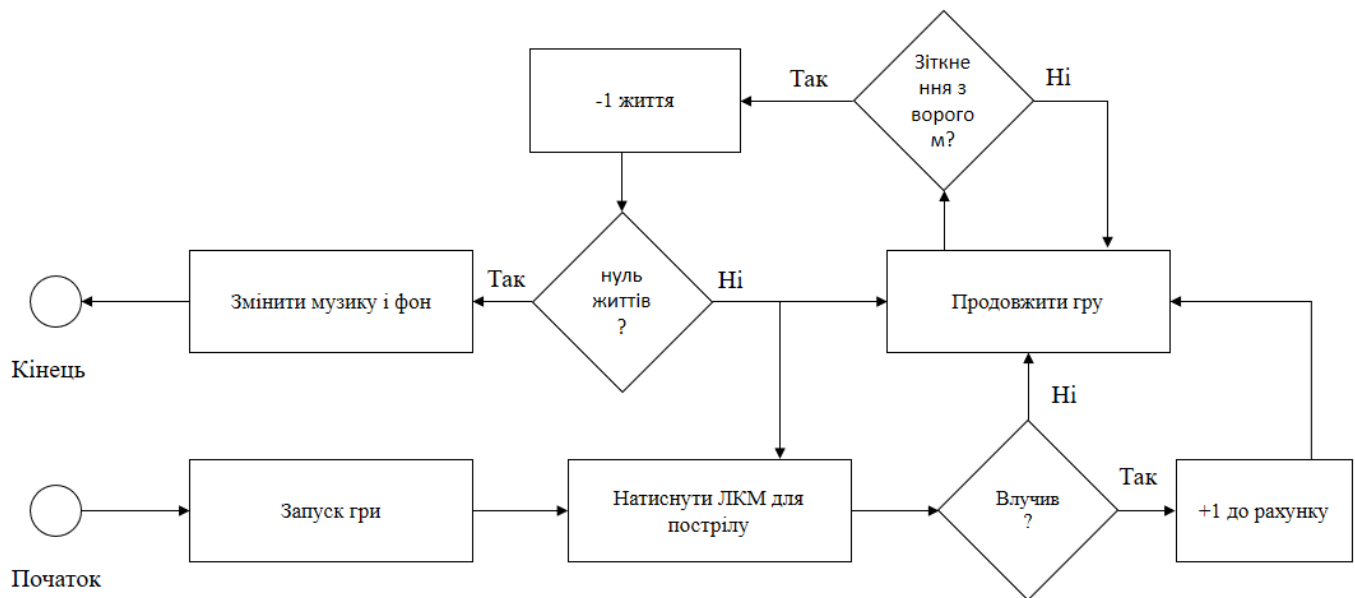 Так
Зіткне
ння з
ворого
м?
Ні
-1 життя
Змінити музику і фон
Так
нуль
життів
?
Ні
Продовжити гру
Кінець
Ні
Запуск гри
Натиснути ЛКМ для
пострілу
Влучив
?
Так
+1 до рахунку
Початок